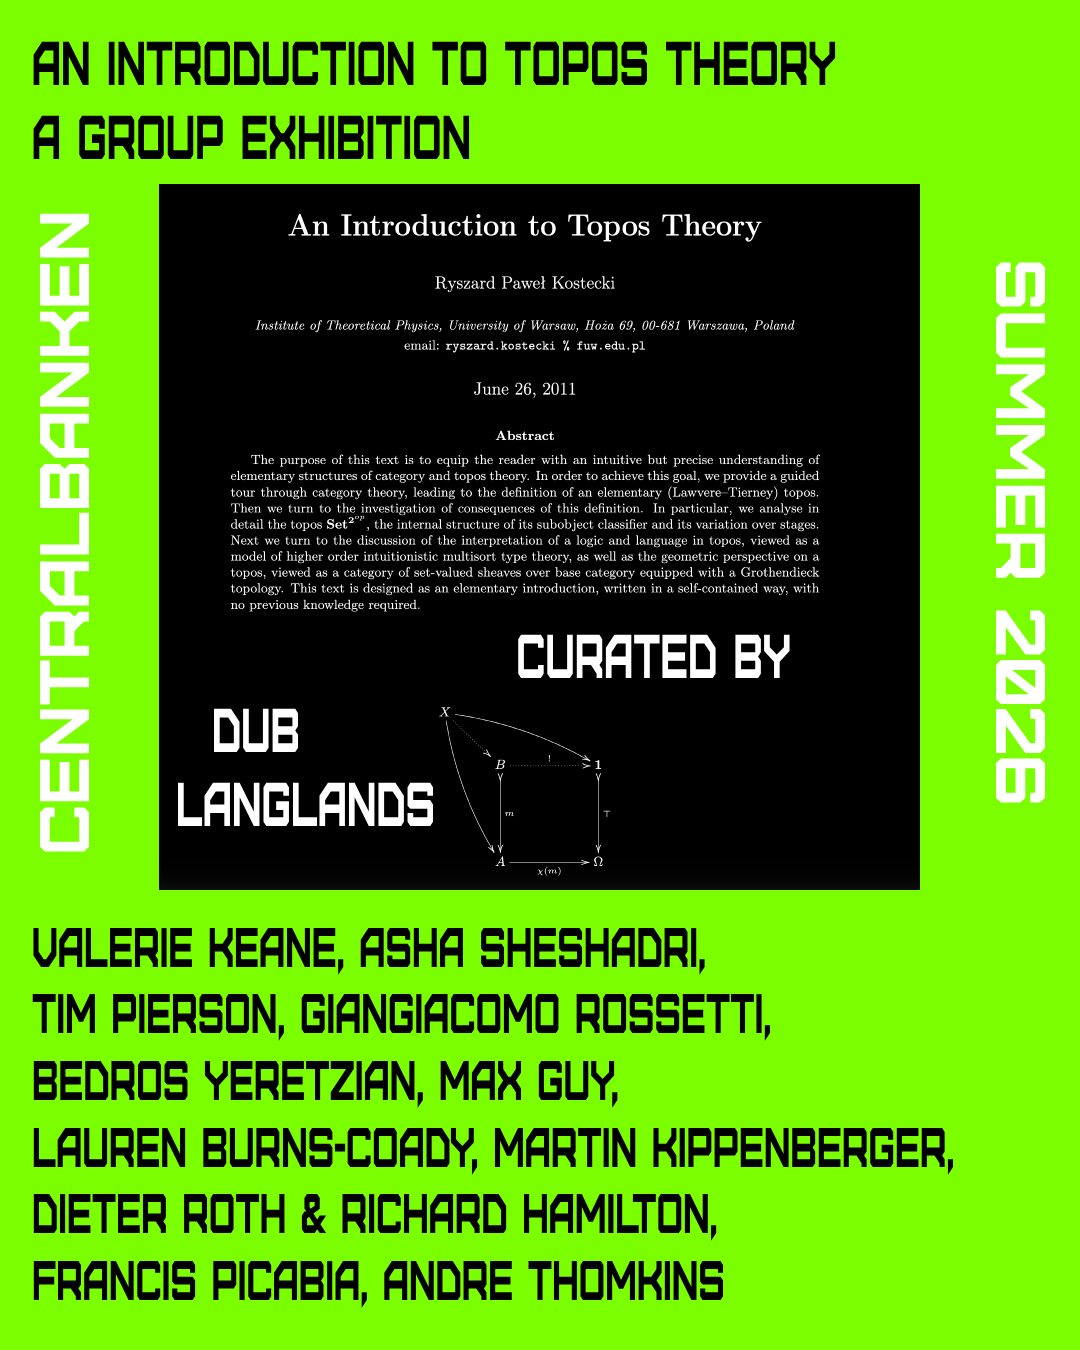 AN INTRODUCTION TO TOPOS THEORY
A GROUP EXHIBITION
CENTRALBANKEN
SUMMER 2026
An Introduction to Topos Theory
Ryszard Paweł Kostecki
Institute of Theoretical Physics, University of Warsaw, Hoża 69, 00-681 Warszawa, Poland
email: ryszard.kostecki % fuw.edu.pl
June 26, 2011
Abstract
The purpose of this text is to equip the reader with an intuitive but precise understanding of
elementary structures of category and topos theory. In order to achieve this goal, we provide a guided
tour through category theory, leading to the definition of an elementary (Lawvere–Tierney) topos.
Then we turn to the investigation of consequences of this definition. In particular, we analyse in
detail the topos Set^2^op, the internal structure of its subobject classifier and its variation over stages.
Next we turn to the discussion of the interpretation of a logic and language in topos, viewed as a
model of higher order intuitionistic multisort type theory, as well as the geometric perspective on a
topos, viewed as a category of set-valued sheaves over base category equipped with a Grothendieck
topology. This text is designed as an elementary introduction, written in a self-contained way, with
no previous knowledge required.
CURATED BY
DUB
LANGLANDS
X
B ! 1
m ⊤
A Ω
χ(m)
VALERIE KEANE, ASHA SHESHADRI,
TIM PIERSON, GIANGIACOMO ROSSETTI,
BEDROS YERETZIAN, MAX GUY,
LAUREN BURNS-COADY, MARTIN KIPPENBERGER,
DIETER ROTH & RICHARD HAMILTON,
FRANCIS PICABIA, ANDRE THOMKINS